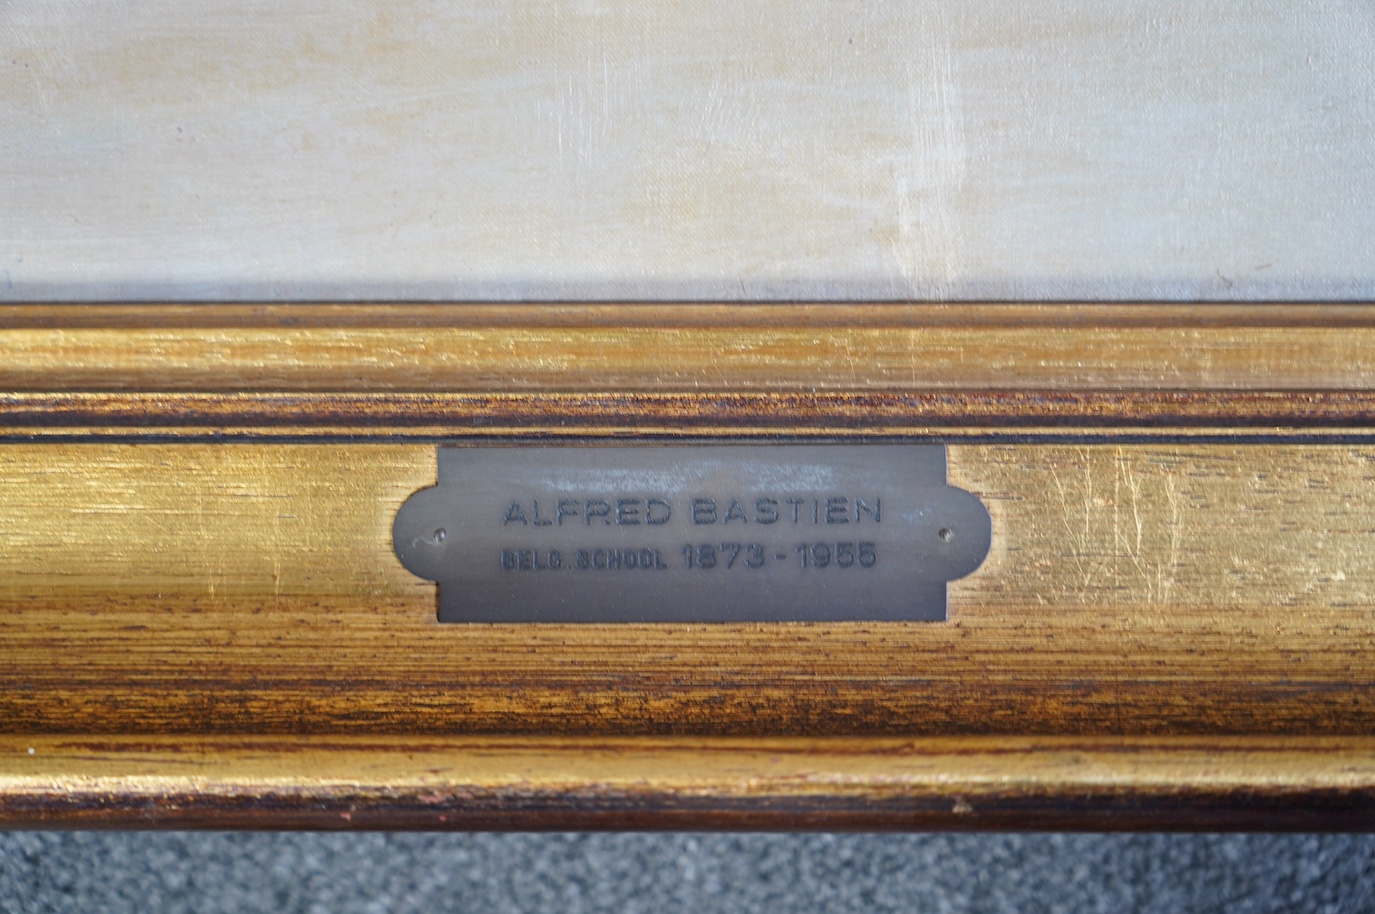 ALFRED BASTIEN
BELG. SCHOOL 1873 - 1955